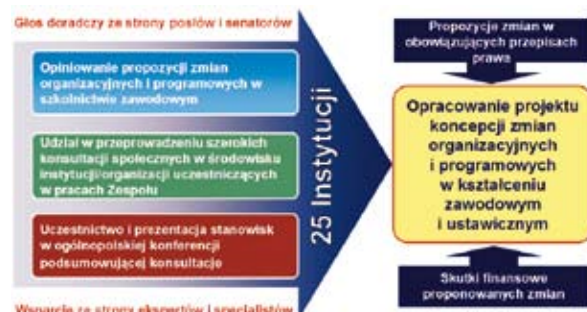 Głos doradczy ze strony posłów i senatorów
Opiniowanie propozycji zmian
organizacyjnych i programowych w
szkolnictwie zawodowym
Udział w przeprowadzeniu szerokich
konsultacji społecznych w środowisku
instytucji/organizacji uczestniczących
w pracach Zespołu
Uczestnictwo i prezentacja stanowisk
w ogólnopolskiej konferencji
podsumowującej konsultacje
Wsparcie ze strony ekspertów i specjalistów
25 Instytucji
Propozycje zmian w
obowiązujących przepisach
prawa
Opracowanie projektu
koncepcji zmian
organizacyjnych
i programowych
w kształceniu
zawodowym
i ustawicznym
Skutki finansowe
proponowanych zmian